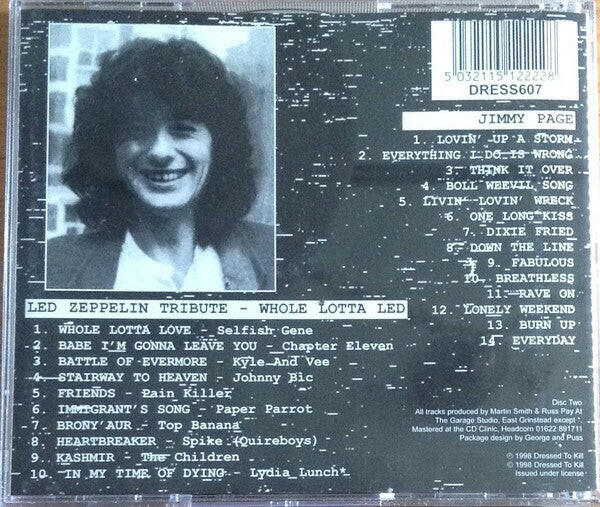 5 032115 122228
DRESS607
JIMMY PAGE
1. LOVIN' UP A STORM
2. EVERYTHING I DO IS WRONG
3. THINK IT OVER
4. BOLL WEEVIL SONG
5. LIVIN' LOVIN' WRECK
6. ONE LONG KISS
7. DIXIE FRIED
8. DOWN THE LINE
9. FABULOUS
10. BREATHLESS
11. RAVE ON
12. LONELY WEEKEND
13. BURN UP
14 EVERYDAY
LED ZEPPELIN TRIBUTE - WHOLE LOTTA LED
1. WHOLE LOTTA LOVE - Selfish Gene
2. BABE I'M GONNA LEAVE YOU - Chapter Eleven
3. BATTLE OF EVERMORE - Kyle And Vee
4. STAIRWAY TO HEAVEN - Johnny Bic
5. FRIENDS - Pain Killer
6. IMMIGRANT'S SONG - Paper Parrot
7. BRONY'AUR - Top Banana
8. HEARTBREAKER - Spike (Quireboys)
9. KASHMIR - The Children
10. IN MY TIME OF DYING - Lydia Lunch*
Disc Two
All tracks produced by Martin Smith & Russ Pay At
The Garage Studio, East Grinstead except *.
Mastered at the CD Clinic, Headcorn 01622 891711
Package design by George and Puss
℗ 1998 Dressed To Kill
© 1998 Dressed To Kill
Issued under license